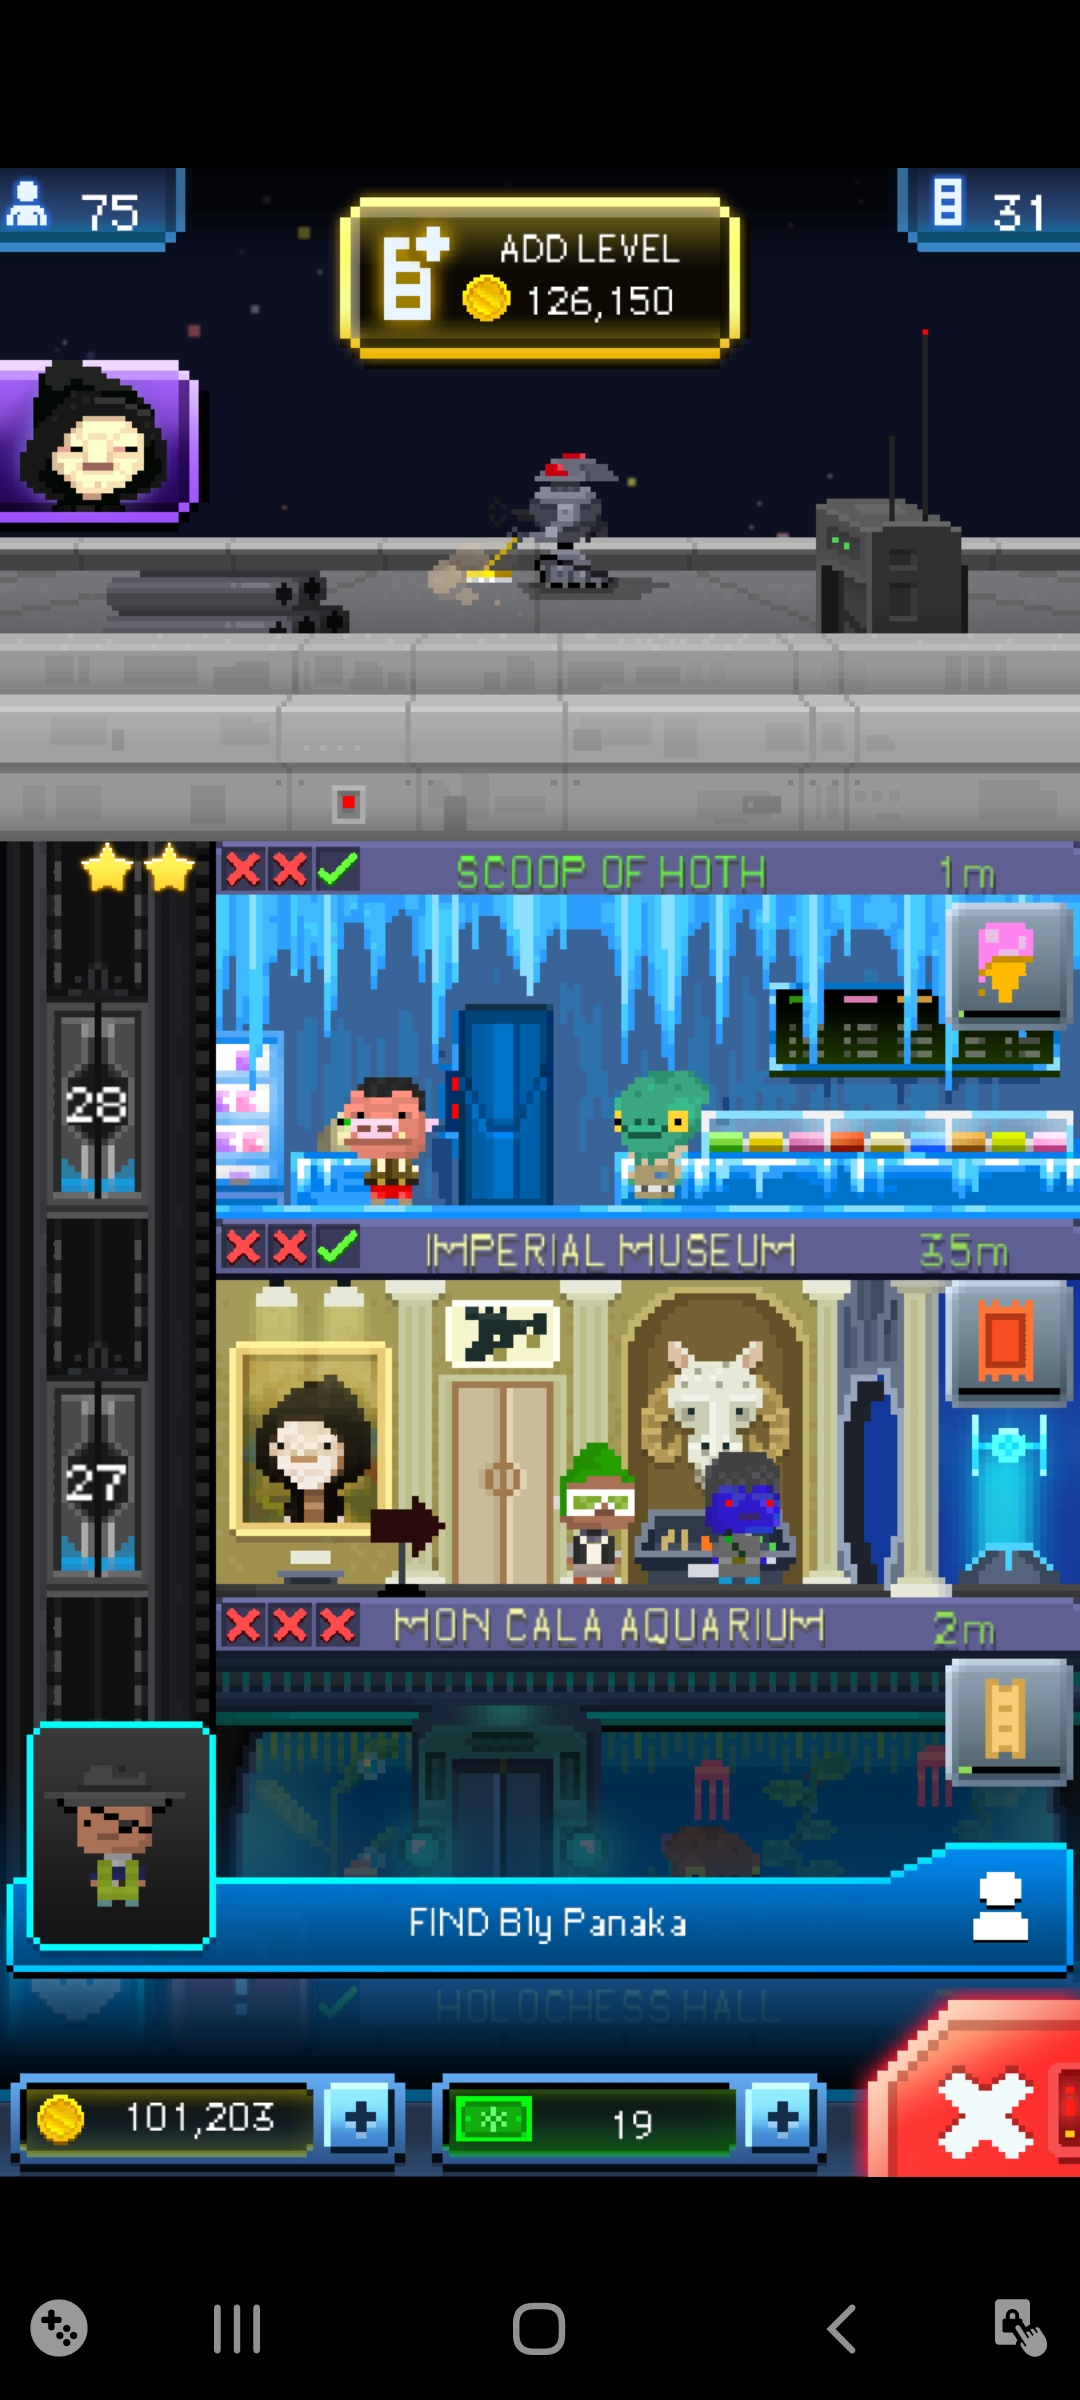 75
ADD LEVEL
126,150
31
SCOOP OF HOTH 1m
28
IMPERIAL MUSEUM 35m
27
MON CALA AQUARIUM 2m
FIND Bly Panaka
HOLOCHESS HALL
101,203
19